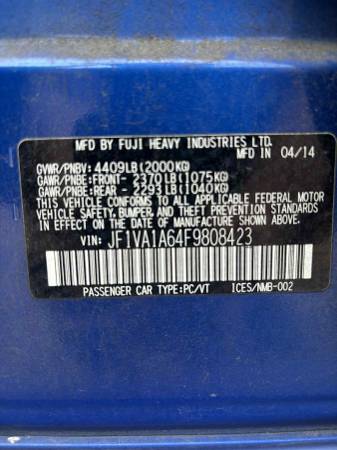 MFD BY FUJI HEAVY INDUSTRIES LTD.
MFD IN 04/14
GVWR/PNBV: 4409LB(2000KG)
GAWR/PNBE:FRONT- 2370LB(1075KG)
GAWR/PNBE:REAR - 2293LB(1040KG)
THIS VEHICLE CONFORMS TO ALL APPLICABLE FEDERAL MOTOR
VEHICLE SAFETY, BUMPER, AND THEFT PREVENTION
STANDARDS IN EFFECT ON THE DATE OF MANUFACTURE SHOWN
ABOVE.
VIN: JF1VA1A64F9808423
PASSENGER CAR TYPE:PC/VT ICES/NMB-002